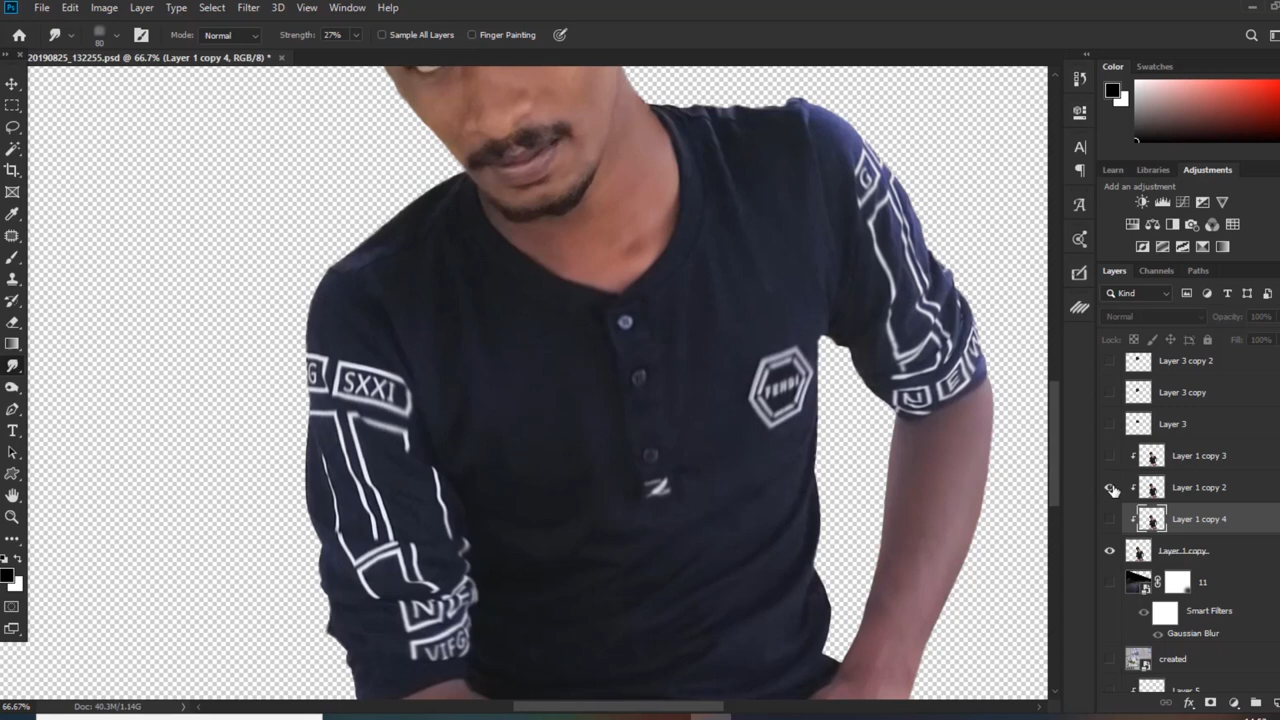 Ps File Edit Image Layer Type Select Filter 3D View Window Help
80 Mode: Normal Strength: 27% Sample All Layers Finger Painting
20190825_132255.psd @ 66.7% (Layer 1 copy 4, RGB/8) * ×
Color Swatches
Learn Libraries Adjustments
Add an adjustment
Layers Channels Paths
Kind
Normal Opacity: 100%
Lock: Fill: 100%
Layer 3 copy 2
Layer 3 copy
Layer 3
Layer 1 copy 3
Layer 1 copy 2
Layer 1 copy 4
Layer 1 copy
11
Smart Filters
Gaussian Blur
created
Layer 5
G
G SXXI
FENDI
N E W
N
N
66.67% Doc: 40.3M/1.14G